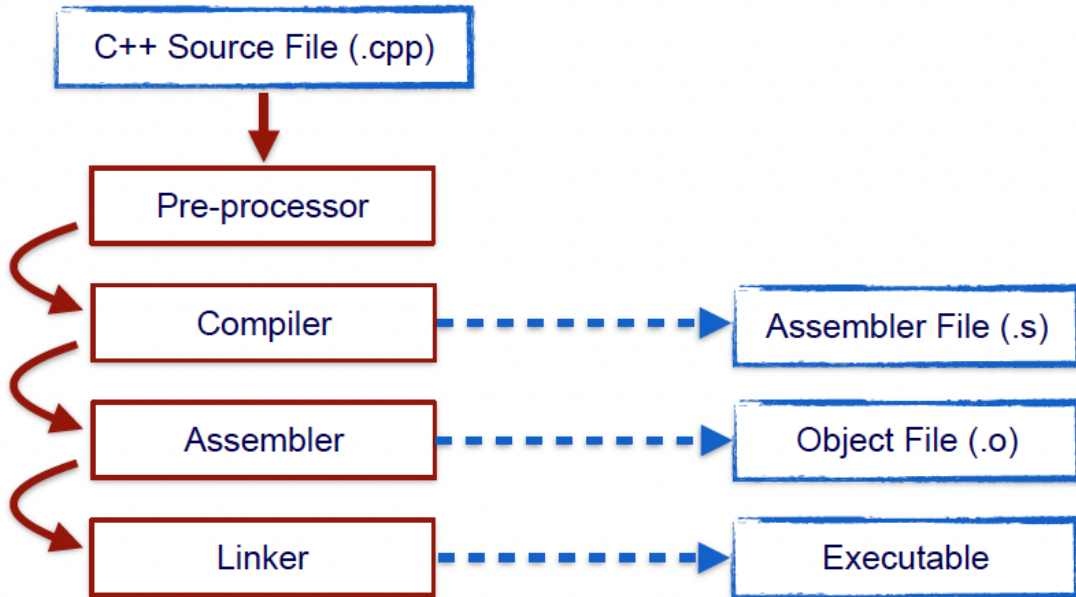 C++ Source File (.cpp)
Pre-processor
Compiler
Assembler File (.s)
Assembler
Object File (.o)
Linker
Executable